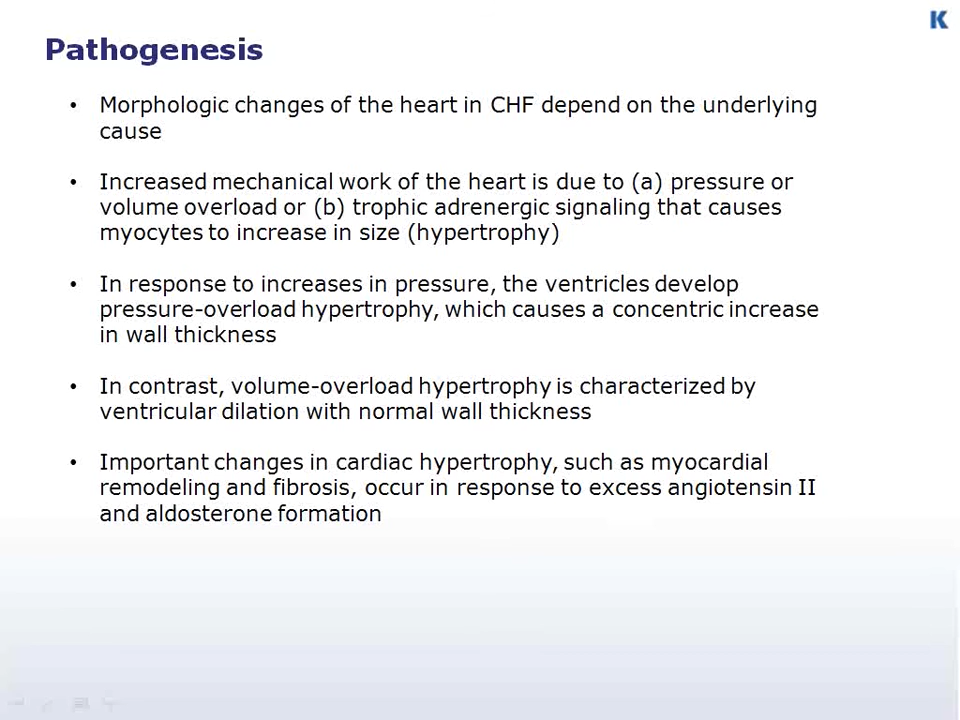 K
Pathogenesis
• Morphologic changes of the heart in CHF depend on the underlying
cause
• Increased mechanical work of the heart is due to (a) pressure or
volume overload or (b) trophic adrenergic signaling that causes
myocytes to increase in size (hypertrophy)
• In response to increases in pressure, the ventricles develop
pressure-overload hypertrophy, which causes a concentric increase
in wall thickness
• In contrast, volume-overload hypertrophy is characterized by
ventricular dilation with normal wall thickness
• Important changes in cardiac hypertrophy, such as myocardial
remodeling and fibrosis, occur in response to excess angiotensin II
and aldosterone formation